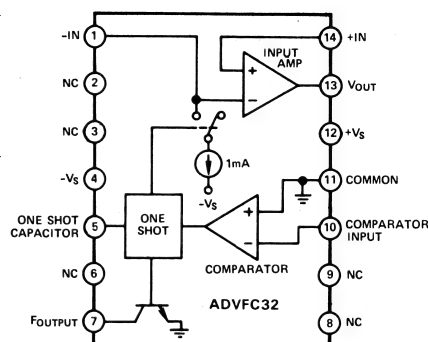 -IN 1
14 +IN
INPUT
AMP
+
-
NC 2
13 VOUT
NC 3
12 +VS
1mA
-VS 4
11 COMMON
-VS
ONE SHOT
CAPACITOR 5
ONE
SHOT
+
-
10 COMPARATOR
INPUT
COMPARATOR
NC 6
9 NC
ADVFC32
FOUTPUT 7
8 NC